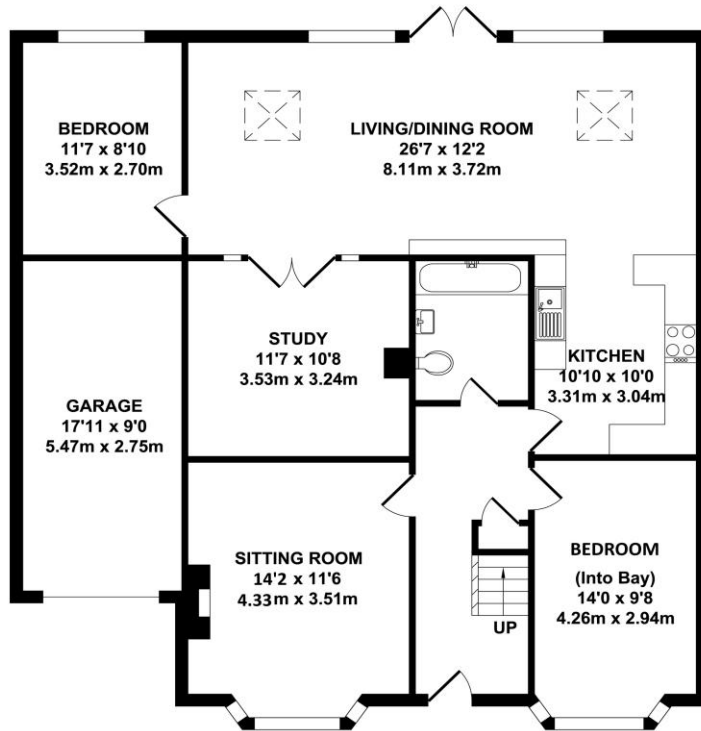 BEDROOM
11'7 x 8'10
3.52m x 2.70m
LIVING/DINING ROOM
26'7 x 12'2
8.11m x 3.72m
STUDY
11'7 x 10'8
3.53m x 3.24m
KITCHEN
10'10 x 10'0
3.31m x 3.04m
GARAGE
17'11 x 9'0
5.47m x 2.75m
SITTING ROOM
14'2 x 11'6
4.33m x 3.51m
UP
BEDROOM
(Into Bay)
14'0 x 9'8
4.26m x 2.94m